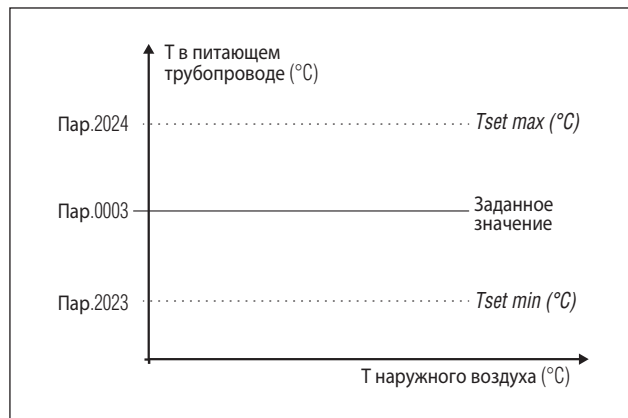 T в питающем
трубопроводе (°C)
Пар.2024
Tset max (°C)
Пар.0003
Заданное
значение
Пар.2023
Tset min (°C)
T наружного воздуха (°C)